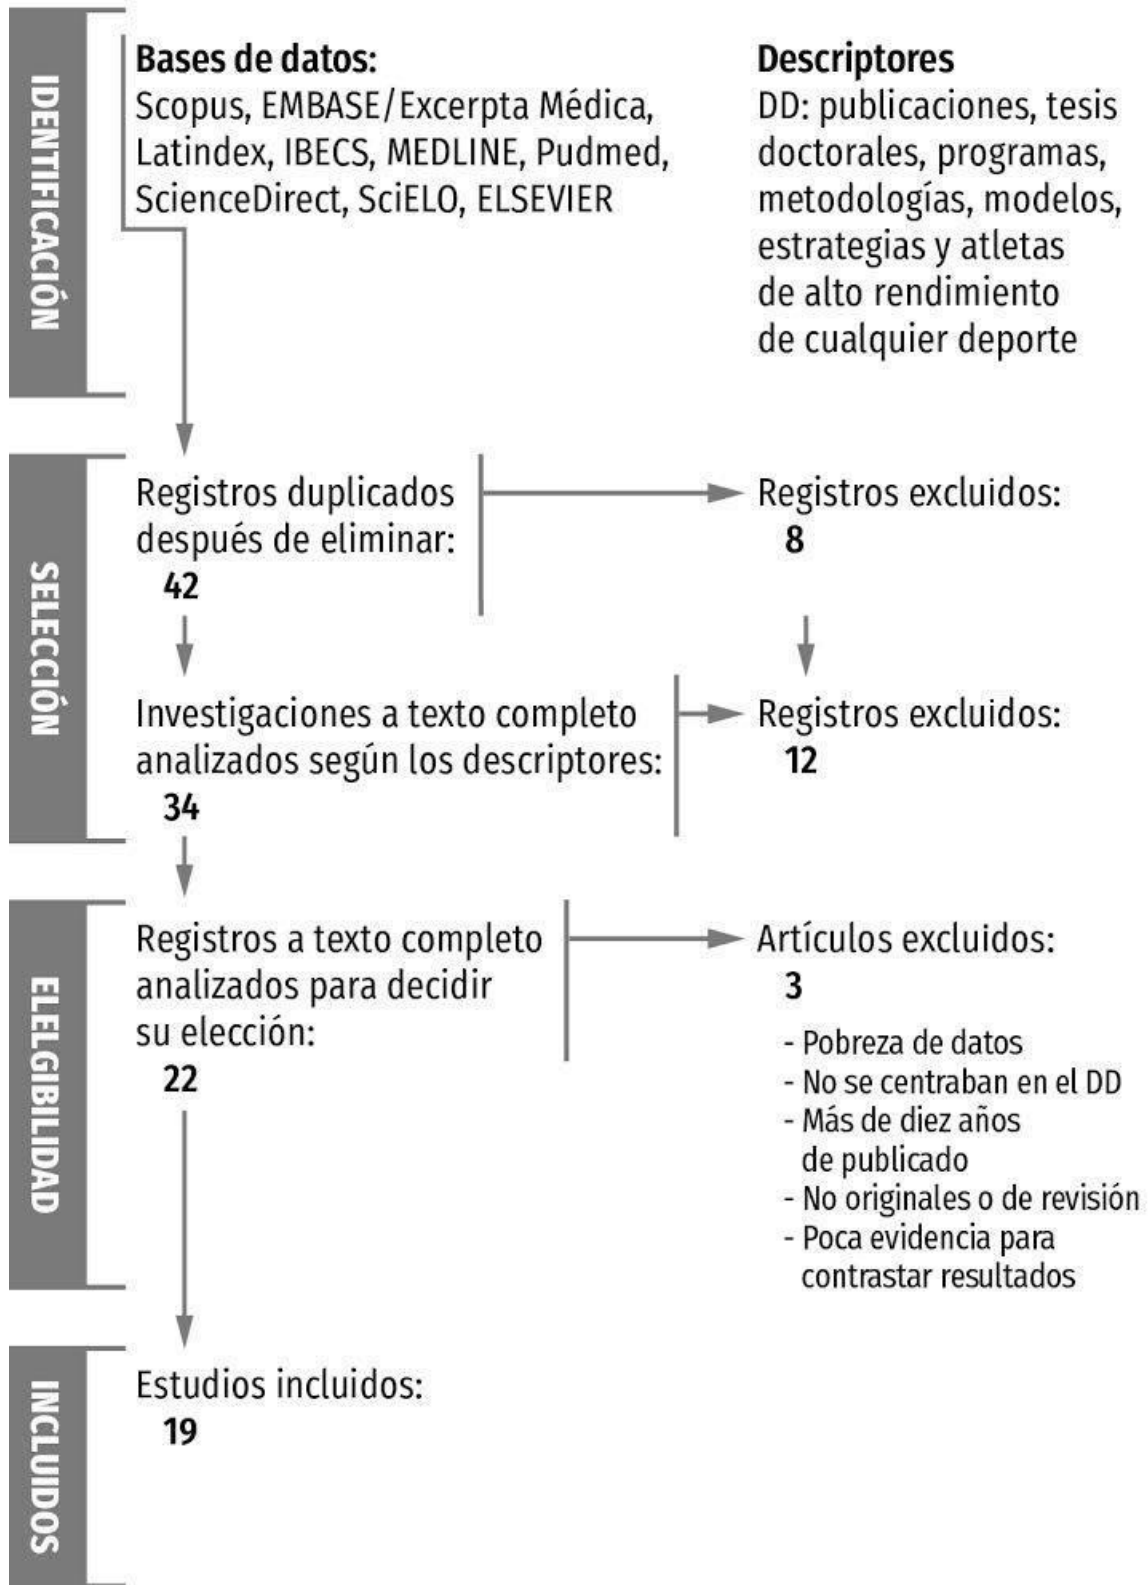 IDENTIFICACIÓN
Bases de datos:
Scopus, EMBASE/Excerpta Médica,
Latindex, IBECS, MEDLINE, Pudmed,
ScienceDirect, SciELO, ELSEVIER
Descriptores
DD: publicaciones, tesis
doctorales, programas,
metodologías, modelos,
estrategias y atletas
de alto rendimiento
de cualquier deporte
SELECCIÓN
Registros duplicados
después de eliminar:
42
Registros excluidos:
8
Investigaciones a texto completo
analizados según los descriptores:
34
Registros excluidos:
12
ELELGIBILIDAD
Registros a texto completo
analizados para decidir
su elección:
22
Artículos excluidos:
3
- Pobreza de datos
- No se centraban en el DD
- Más de diez años
de publicado
- No originales o de revisión
- Poca evidencia para
contrastar resultados
INCLUIDOS
Estudios incluidos:
19